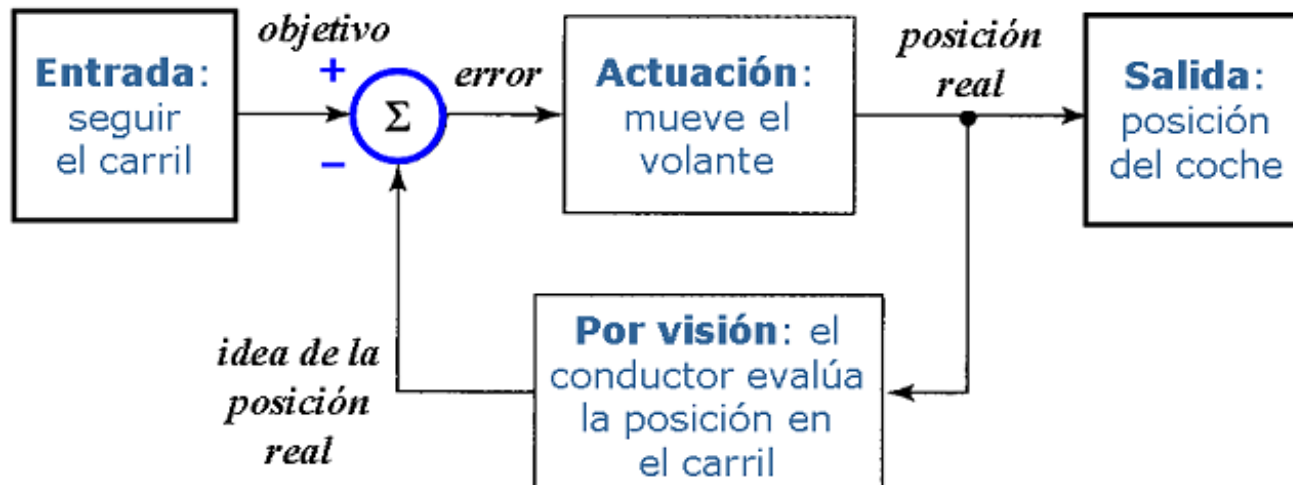 Entrada:
seguir
el carril
objetivo
+
−
Σ
error
Actuación:
mueve el
volante
posición
real
Salida:
posición
del coche
Por visión: el
conductor evalúa
la posición en
el carril
idea de la
posición
real